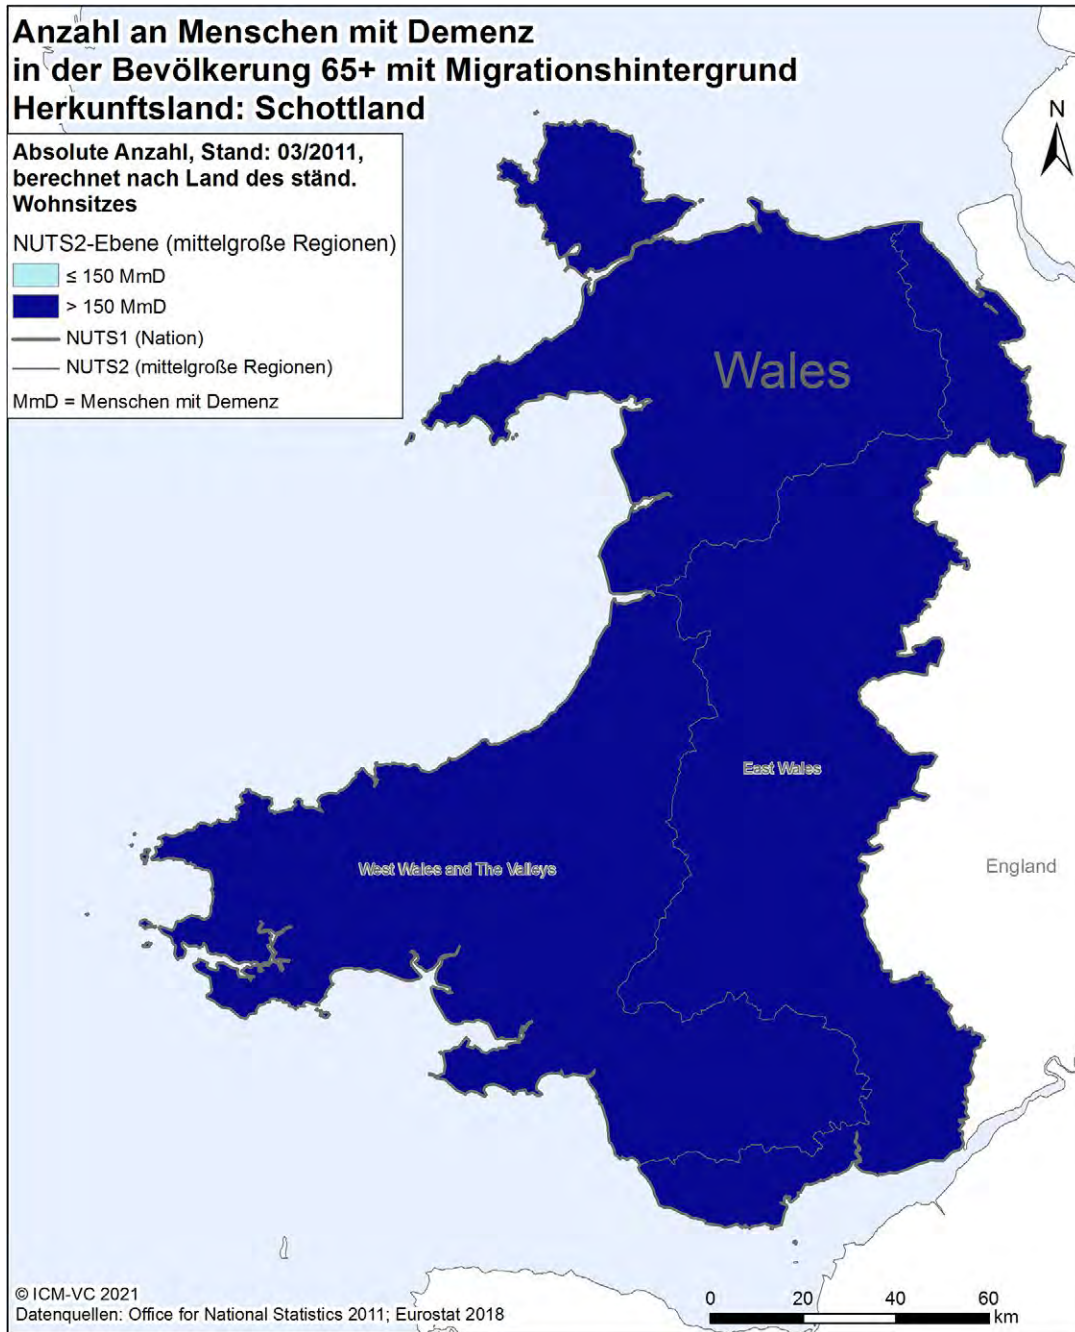 Anzahl an Menschen mit Demenz
in der Bevölkerung 65+ mit Migrationshintergrund
Herkunftsland: Schottland
Absolute Anzahl, Stand: 03/2011,
berechnet nach Land des ständ.
Wohnsitzes
NUTS2-Ebene (mittelgroße Regionen)
≤ 150 MmD
> 150 MmD
NUTS1 (Nation)
NUTS2 (mittelgroße Regionen)
MmD = Menschen mit Demenz
N
Wales
East Wales
West Wales and The Valleys
England
© ICM-VC 2021
Datenquellen: Office for National Statistics 2011; Eurostat 2018
0 20 40 60
km